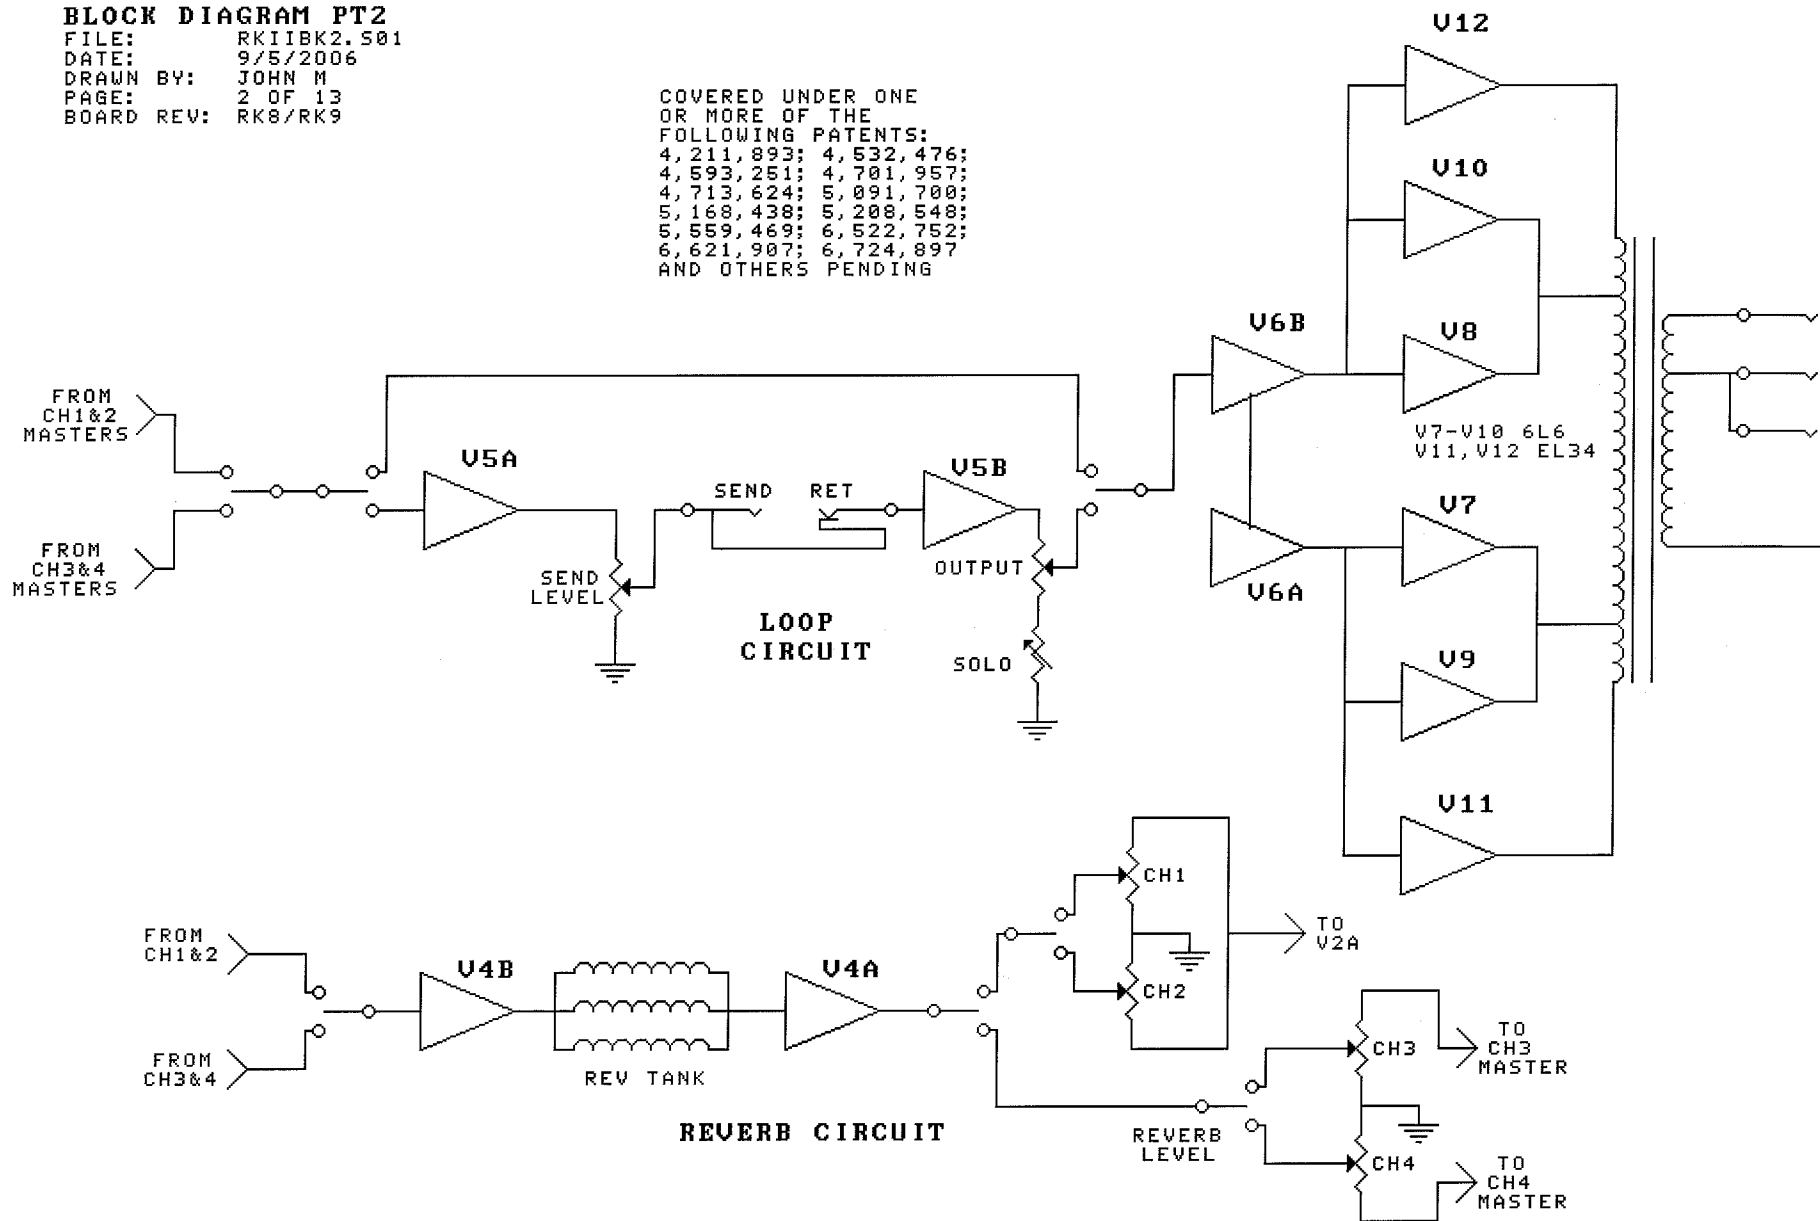 BLOCK DIAGRAM PT2
FILE: RKIIBK2.S01
DATE: 9/5/2006
DRAWN BY: JOHN M
PAGE: 2 OF 13
BOARD REV: RK8/RK9
COVERED UNDER ONE
OR MORE OF THE
FOLLOWING PATENTS:
4,211,893; 4,532,476;
4,593,251; 4,701,957;
4,713,624; 5,091,700;
5,168,438; 5,208,548;
5,559,469; 6,522,752;
6,621,907; 6,724,897
AND OTHERS PENDING
V12
V10
V6B
V8
V7-V10 6L6
V11,V12 EL34
FROM
CH1&2
MASTERS
V5A
SEND
RET
V5B
V7
FROM
CH3&4
MASTERS
SEND
LEVEL
OUTPUT
V6A
LOOP
CIRCUIT
SOLO
V9
V11
CH1
FROM
CH1&2
V4B
V4A
TO
V2A
CH2
FROM
CH3&4
REV TANK
CH3
TO
CH3
MASTER
REVERB CIRCUIT
REVERB
LEVEL
CH4
TO
CH4
MASTER